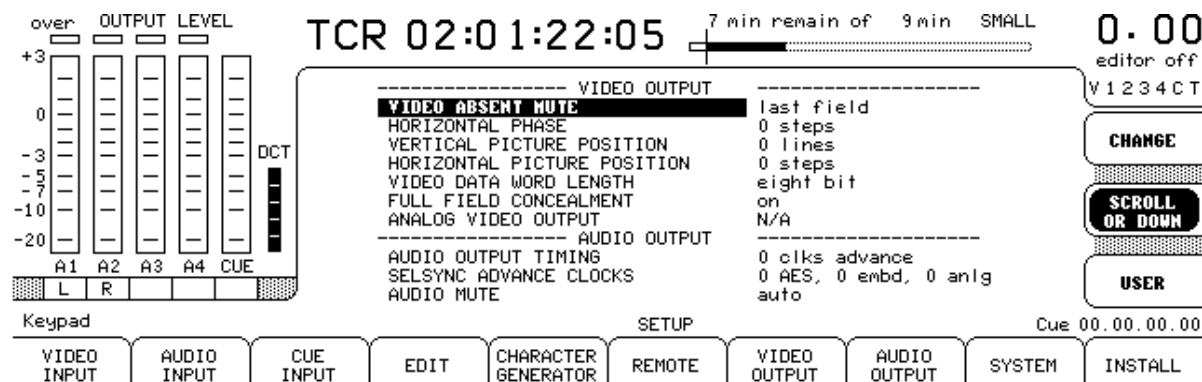 over OUTPUT LEVEL
TCR 02:01:22:05
7 min remain of 9 min SMALL
0.00
editor off
V 1 2 3 4 C T
+3
0
-3
-5
-7
-10
-20
DCT
A1 A2 A3 A4 CUE
L R
---------------- VIDEO OUTPUT ----------------
VIDEO ABSENT MUTE last field
HORIZONTAL PHASE 0 steps
VERTICAL PICTURE POSITION 0 lines
HORIZONTAL PICTURE POSITION 0 steps
VIDEO DATA WORD LENGTH eight bit
FULL FIELD CONCEALMENT on
ANALOG VIDEO OUTPUT N/A
---------------- AUDIO OUTPUT ----------------
AUDIO OUTPUT TIMING 0 clks advance
SELSYNC ADVANCE CLOCKS 0 AES, 0 embd, 0 anlg
AUDIO MUTE auto
CHANGE
SCROLL
OR DOWN
USER
Keypad SETUP Cue 00.00.00.00
VIDEO
INPUT
AUDIO
INPUT
CUE
INPUT
EDIT
CHARACTER
GENERATOR
REMOTE
VIDEO
OUTPUT
AUDIO
OUTPUT
SYSTEM
INSTALL